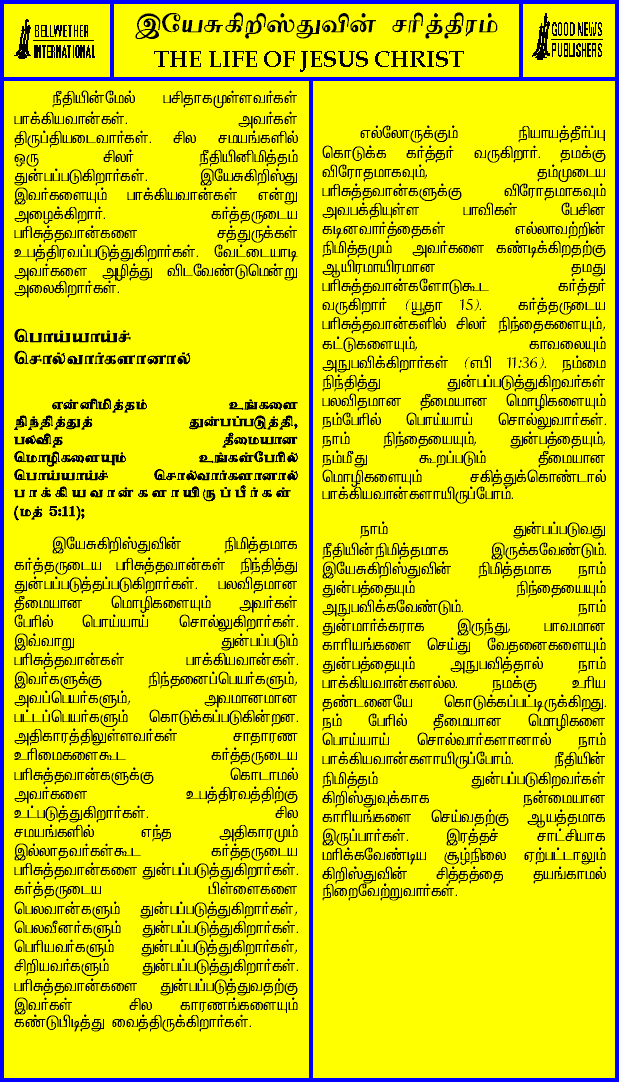 BELLWETHER
INTERNATIONAL
இயேசுகிறிஸ்துவின் சரித்திரம்
THE LIFE OF JESUS CHRIST
GOOD NEWS
PUBLISHERS
நீதியின்மேல் பசிதாகமுள்ளவர்கள்
பாக்கியவான்கள். அவர்கள்
திருப்தியடைவார்கள். சில சமயங்களில்
ஒரு சிலர் நீதியினிமித்தம்
துன்பப்படுகிறார்கள். இயேசுகிறிஸ்து
இவர்களையும் பாக்கியவான்கள் என்று
அழைக்கிறார். கர்த்தருடைய
பரிசுத்தவான்களை சத்துருக்கள்
உபத்திரவப்படுத்துகிறார்கள். வேட்டையாடி
அவர்களை அழித்து விடவேண்டுமென்று
அலைகிறார்கள்.
பொய்யாய்ச்
சொல்வார்களானால்
என்னிமித்தம் உங்களை
நிந்தித்துத் துன்பப்படுத்தி,
பலவித தீமையான
மொழிகளையும் உங்கள்பேரில்
பொய்யாய்ச் சொல்வார்களானால்
பாக்கியவான்களாயிருப்பீர்கள்
(மத் 5:11);
இயேசுகிறிஸ்துவின் நிமித்தமாக
கர்த்தருடைய பரிசுத்தவான்கள் நிந்தித்து
துன்பப்படுத்தப்படுகிறார்கள். பலவிதமான
தீமையான மொழிகளையும் அவர்கள்
பேரில் பொய்யாய் சொல்லுகிறார்கள்.
இவ்வாறு துன்பப்படும்
பரிசுத்தவான்கள் பாக்கியவான்கள்.
இவர்களுக்கு நிந்தனைப்பெயர்களும்,
அவப்பெயர்களும், அவமானமான
பட்டப்பெயர்களும் கொடுக்கப்படுகின்றன.
அதிகாரத்திலுள்ளவர்கள் சாதாரண
உரிமைகளைகூட கர்த்தருடைய
பரிசுத்தவான்களுக்கு கொடாமல்
அவர்களை உபத்திரவத்திற்கு
உட்படுத்துகிறார்கள். சில
சமயங்களில் எந்த அதிகாரமும்
இல்லாதவர்கள்கூட கர்த்தருடைய
பரிசுத்தவான்களை துன்பப்படுத்துகிறார்கள்.
கர்த்தருடைய பிள்ளைகளை
பெலவான்களும் துன்பப்படுத்துகிறார்கள்,
பெலவீனர்களும் துன்பப்படுத்துகிறார்கள்.
பெரியவர்களும் துன்பப்படுத்துகிறார்கள்,
சிறியவர்களும் துன்பப்படுத்துகிறார்கள்.
பரிசுத்தவான்களை துன்பப்படுத்துவதற்கு
இவர்கள் சில காரணங்களையும்
கண்டுபிடித்து வைத்திருக்கிறார்கள்.
எல்லோருக்கும் நியாயத்தீர்ப்பு
கொடுக்க கர்த்தர் வருகிறார். தமக்கு
விரோதமாகவும், தம்முடைய
பரிசுத்தவான்களுக்கு விரோதமாகவும்
அவபக்தியுள்ள பாவிகள் பேசின
கடினவார்த்தைகள் எல்லாவற்றின்
நிமித்தமும் அவர்களை கண்டிக்கிறதற்கு
ஆயிரமாயிரமான தமது
பரிசுத்தவான்களோடுகூட கர்த்தர்
வருகிறார் (யூதா 15). கர்த்தருடைய
பரிசுத்தவான்களில் சிலர் நிந்தைகளையும்,
கட்டுகளையும், காவலையும்
அநுபவிக்கிறார்கள் (எபி 11:36). நம்மை
நிந்தித்து துன்பப்படுத்துகிறவர்கள்
பலவிதமான தீமையான மொழிகளையும்
நம்பேரில் பொய்யாய் சொல்லுவார்கள்.
நாம் நிந்தையையும், துன்பத்தையும்,
நம்மீது கூறப்படும் தீமையான
மொழிகளையும் சகித்துக்கொண்டால்
பாக்கியவான்களாயிருப்போம்.
நாம் துன்பப்படுவது
நீதியின்நிமித்தமாக இருக்கவேண்டும்.
இயேசுகிறிஸ்துவின் நிமித்தமாக நாம்
துன்பத்தையும் நிந்தையையும்
அநுபவிக்கவேண்டும். நாம்
துன்மார்க்கராக இருந்து, பாவமான
காரியங்களை செய்து வேதனைகளையும்
துன்பத்தையும் அநுபவித்தால் நாம்
பாக்கியவான்களல்ல. நமக்கு உரிய
தண்டனையே கொடுக்கப்பட்டிருக்கிறது.
நம் பேரில் தீமையான மொழிகளை
பொய்யாய் சொல்வார்களானால் நாம்
பாக்கியவான்களாயிருப்போம். நீதியின்
நிமித்தம் துன்பப்படுகிறவர்கள்
கிறிஸ்துவுக்காக நன்மையான
காரியங்களை செய்வதற்கு ஆயத்தமாக
இருப்பார்கள். இரத்தச் சாட்சியாக
மரிக்கவேண்டிய சூழ்நிலை ஏற்பட்டாலும்
கிறிஸ்துவின் சித்தத்தை தயங்காமல்
நிறைவேற்றுவார்கள்.